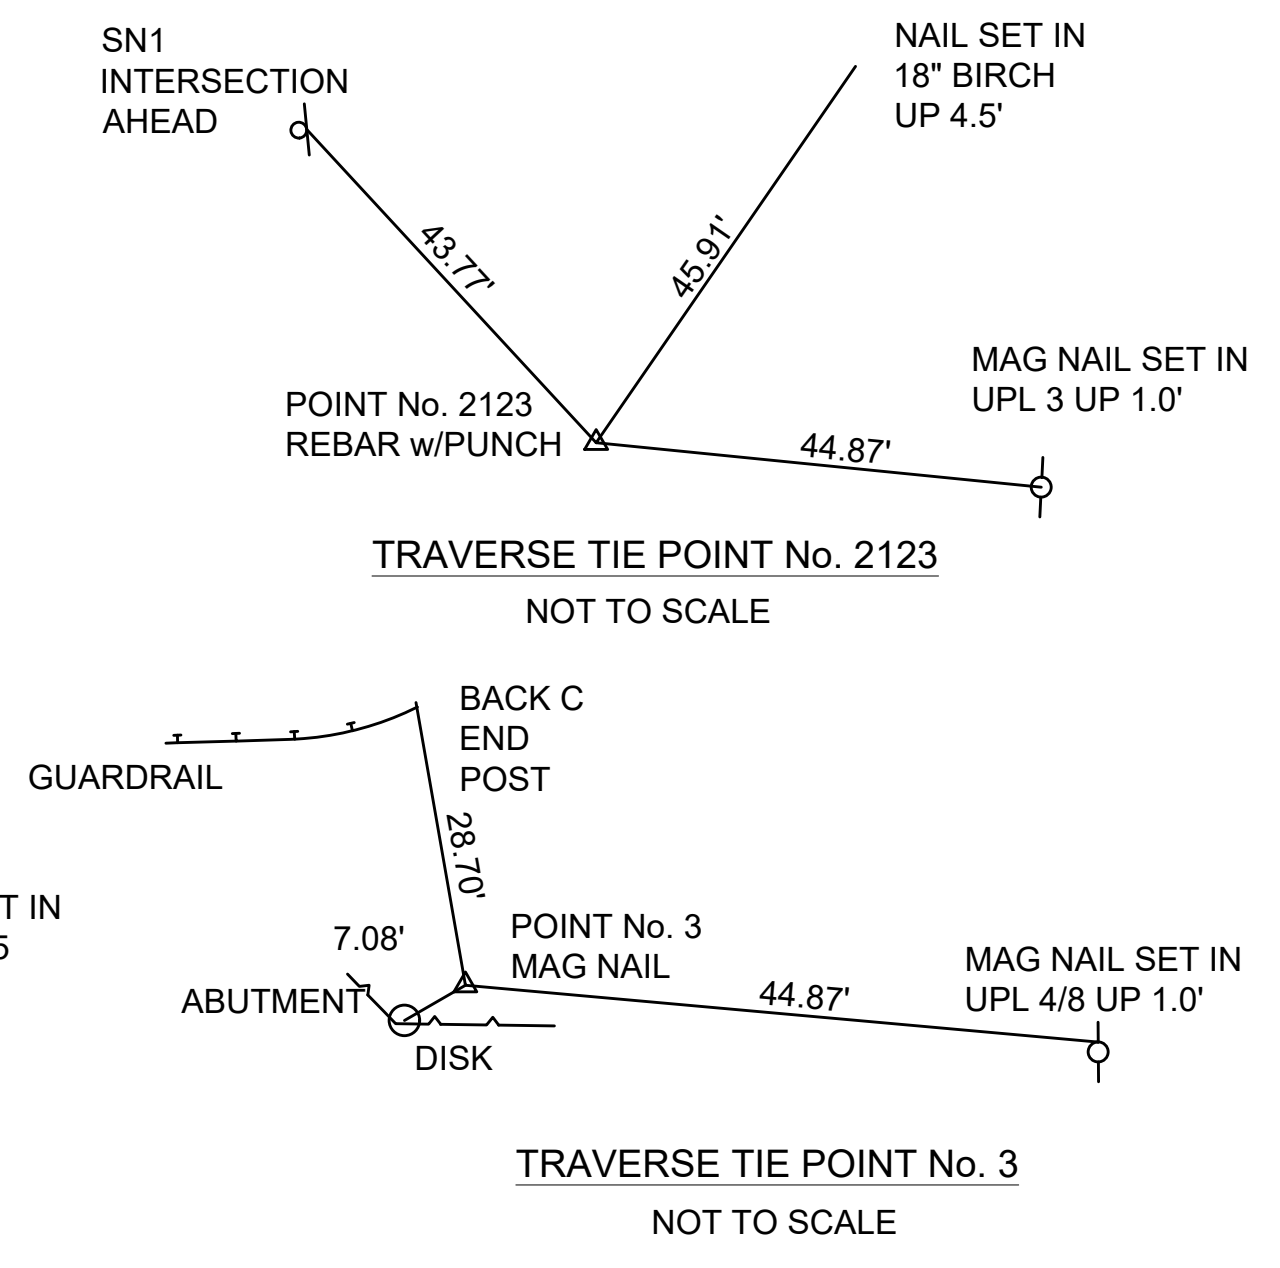 SN1
INTERSECTION
AHEAD
NAIL SET IN
18" BIRCH
UP 4.5'
43.77'
45.91'
MAG NAIL SET IN
UPL 3 UP 1.0'
POINT No. 2123
REBAR w/PUNCH
44.87'
TRAVERSE TIE POINT No. 2123
NOT TO SCALE
BACK C
END
POST
GUARDRAIL
28.70'
T IN
5
7.08'
POINT No. 3
MAG NAIL
ABUTMENT
DISK
44.87'
MAG NAIL SET IN
UPL 4/8 UP 1.0'
TRAVERSE TIE POINT No. 3
NOT TO SCALE